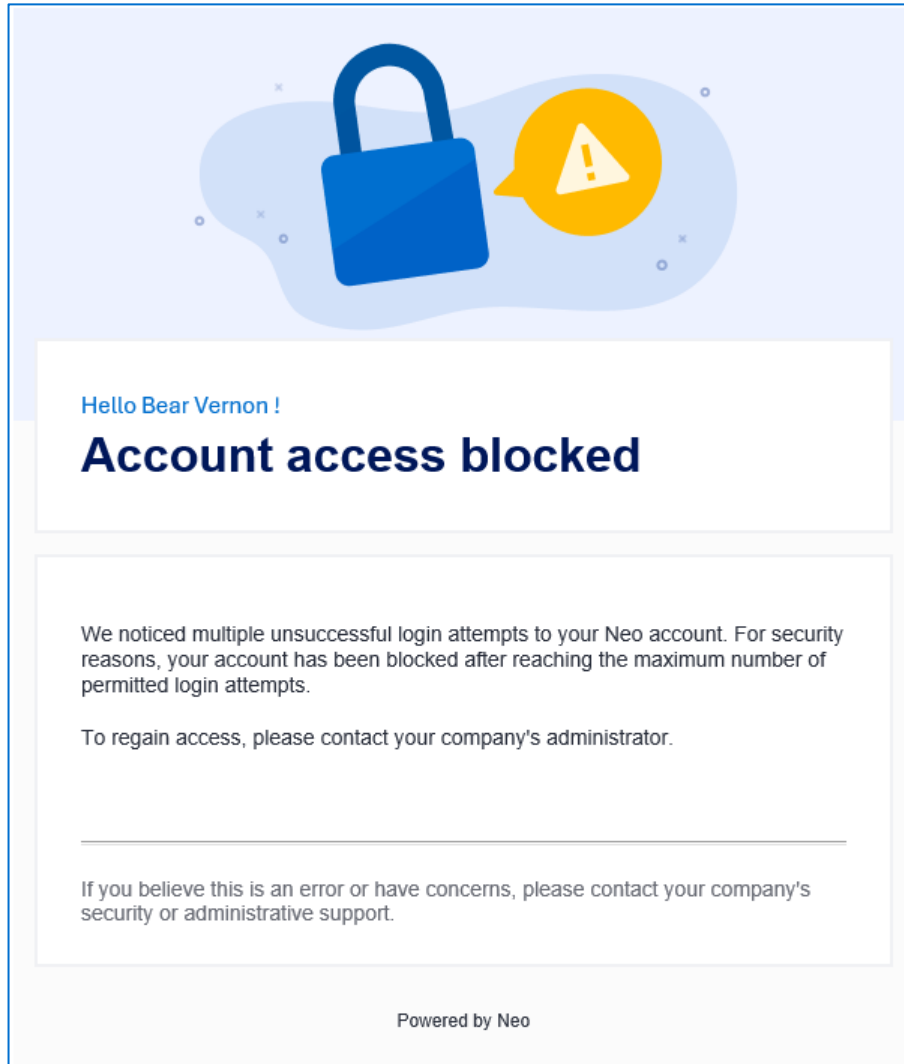 Hello Bear Vernon !
Account access blocked
We noticed multiple unsuccessful login attempts to your Neo account. For security
reasons, your account has been blocked after reaching the maximum number of
permitted login attempts.
To regain access, please contact your company's administrator.
If you believe this is an error or have concerns, please contact your company's
security or administrative support.
Powered by Neo